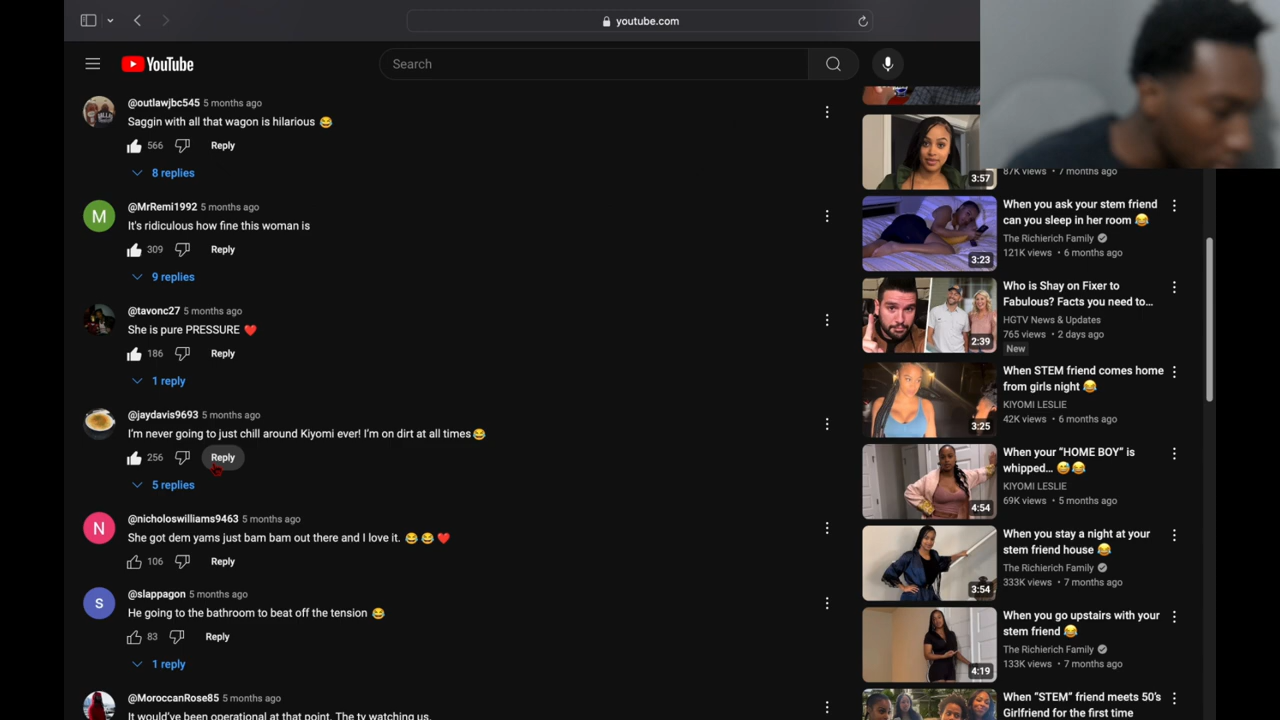 youtube.com
YouTube
Search
@outlawjbc545 5 months ago
Saggin with all that wagon is hilarious 😂
566 Reply
8 replies
M
@MrRemi1992 5 months ago
It's ridiculous how fine this woman is
309 Reply
9 replies
@tavonc27 5 months ago
She is pure PRESSURE ❤️
186 Reply
1 reply
@jaydavis9693 5 months ago
I'm never going to just chill around Kiyomi ever! I'm on dirt at all times😂
256 Reply
5 replies
N
@nicholoswilliams9463 5 months ago
She got dem yams just bam bam out there and I love it. 😂😂❤️
106 Reply
S
@slappagon 5 months ago
He going to the bathroom to beat off the tension 😂
83 Reply
1 reply
@MoroccanRose85 5 months ago
It would've been operational at that point. The tv watching us.
3:57
87K views • 7 months ago
3:23
When you ask your stem friend
can you sleep in her room 😂
The Richierich Family
121K views • 6 months ago
2:39
Who is Shay on Fixer to
Fabulous? Facts you need to...
HGTV News & Updates
765 views • 2 days ago
New
3:25
When STEM friend comes home
from girls night 😂
KIYOMI LESLIE
42K views • 6 months ago
4:54
When your “HOME BOY” is
whipped... 😅😂
KIYOMI LESLIE
69K views • 5 months ago
3:54
When you stay a night at your
stem friend house 😂
The Richierich Family
333K views • 7 months ago
4:19
When you go upstairs with your
stem friend 😂
The Richierich Family
133K views • 7 months ago
When “STEM” friend meets 50's
Girlfriend for the first time